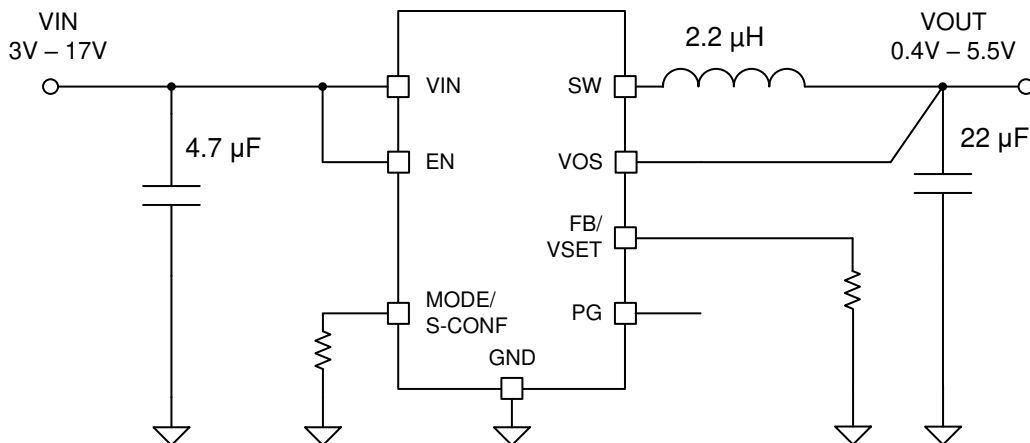 VIN
3V – 17V
2.2 µH
VOUT
0.4V – 5.5V
VIN
SW
4.7 µF
EN
VOS
22 µF
FB/
VSET
MODE/
S-CONF
PG
GND